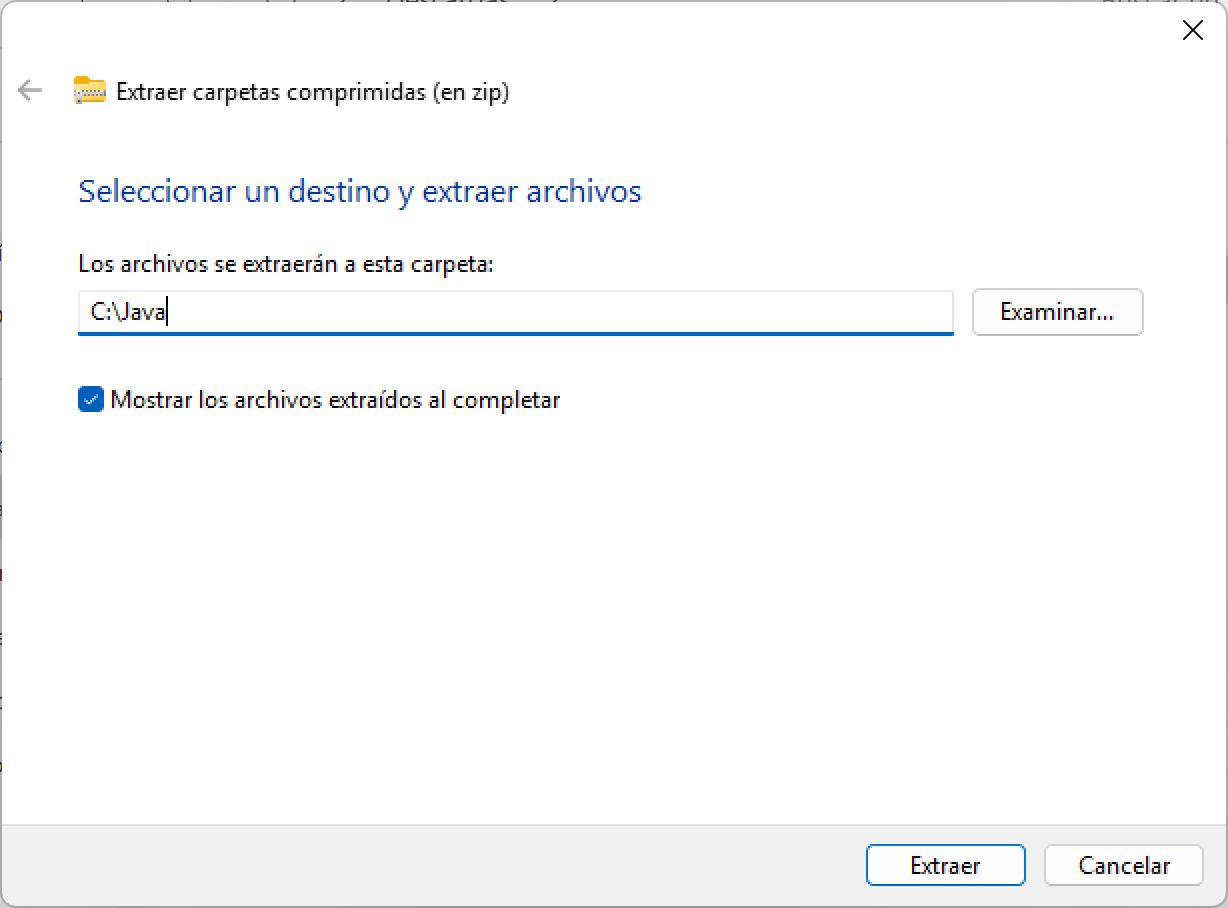 Extraer carpetas comprimidas (en zip)
Seleccionar un destino y extraer archivos
Los archivos se extraerán a esta carpeta:
C:\Java
Examinar...
Mostrar los archivos extraídos al completar
Extraer
Cancelar